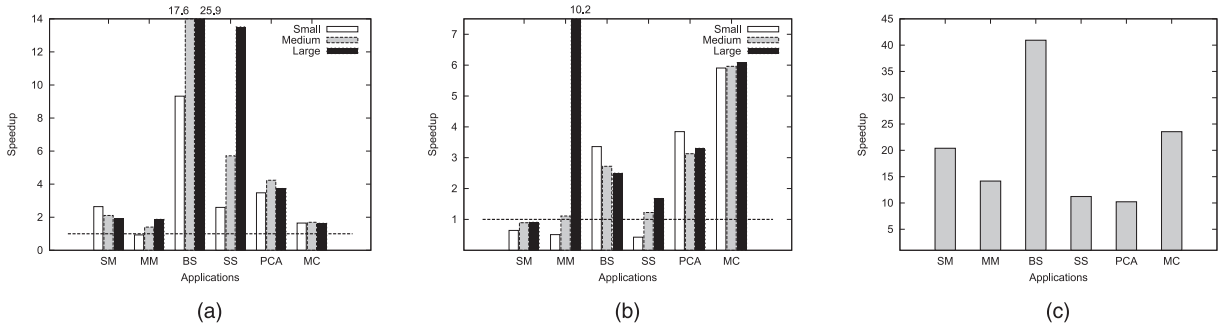 17.6 25.9
14
12
10
8
6
4
2
0
Speedup
Small
Medium
Large
SM MM BS SS PCA MC
Applications
(a)
10.2
7
6
5
4
3
2
1
Speedup
Small
Medium
Large
SM MM BS SS PCA MC
Applications
(b)
45
40
35
30
25
20
15
10
5
Speedup
SM MM BS SS PCA MC
Applications
(c)